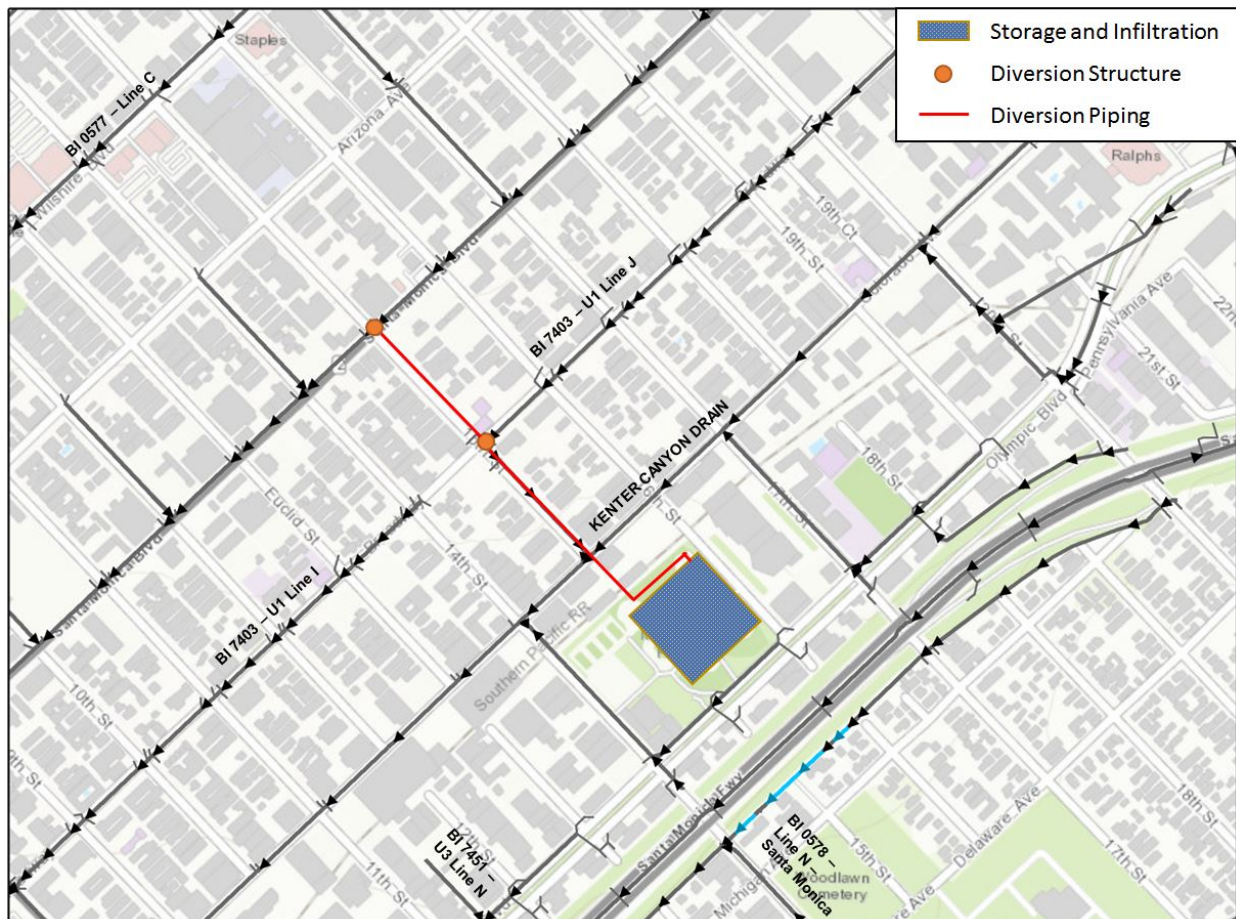 Storage and Infiltration
Diversion Structure
Diversion Piping
Staples
Arizona Ave
BI 0577 – Line C
Wilshire Blvd
Ralphs
19th Ct
19th St
BI 7403 – U1 Line J
Pennsylvania Ave
21st St
Olympic Blvd
KENTER CANYON DRAIN
18th St
17th St
Euclid St
14th St
Santa Monica Blvd
BI 7403 – U1 Line I
Southern Pacific RR
10th St
Santa Monica Fwy
12th St
11th St
BI 7451 –
U3 Line N
BI 0578 –
Line N –
Santa Monica
15th St
Delaware Ave
18th St
17th St
Michigan
Woodlawn
Cemetery